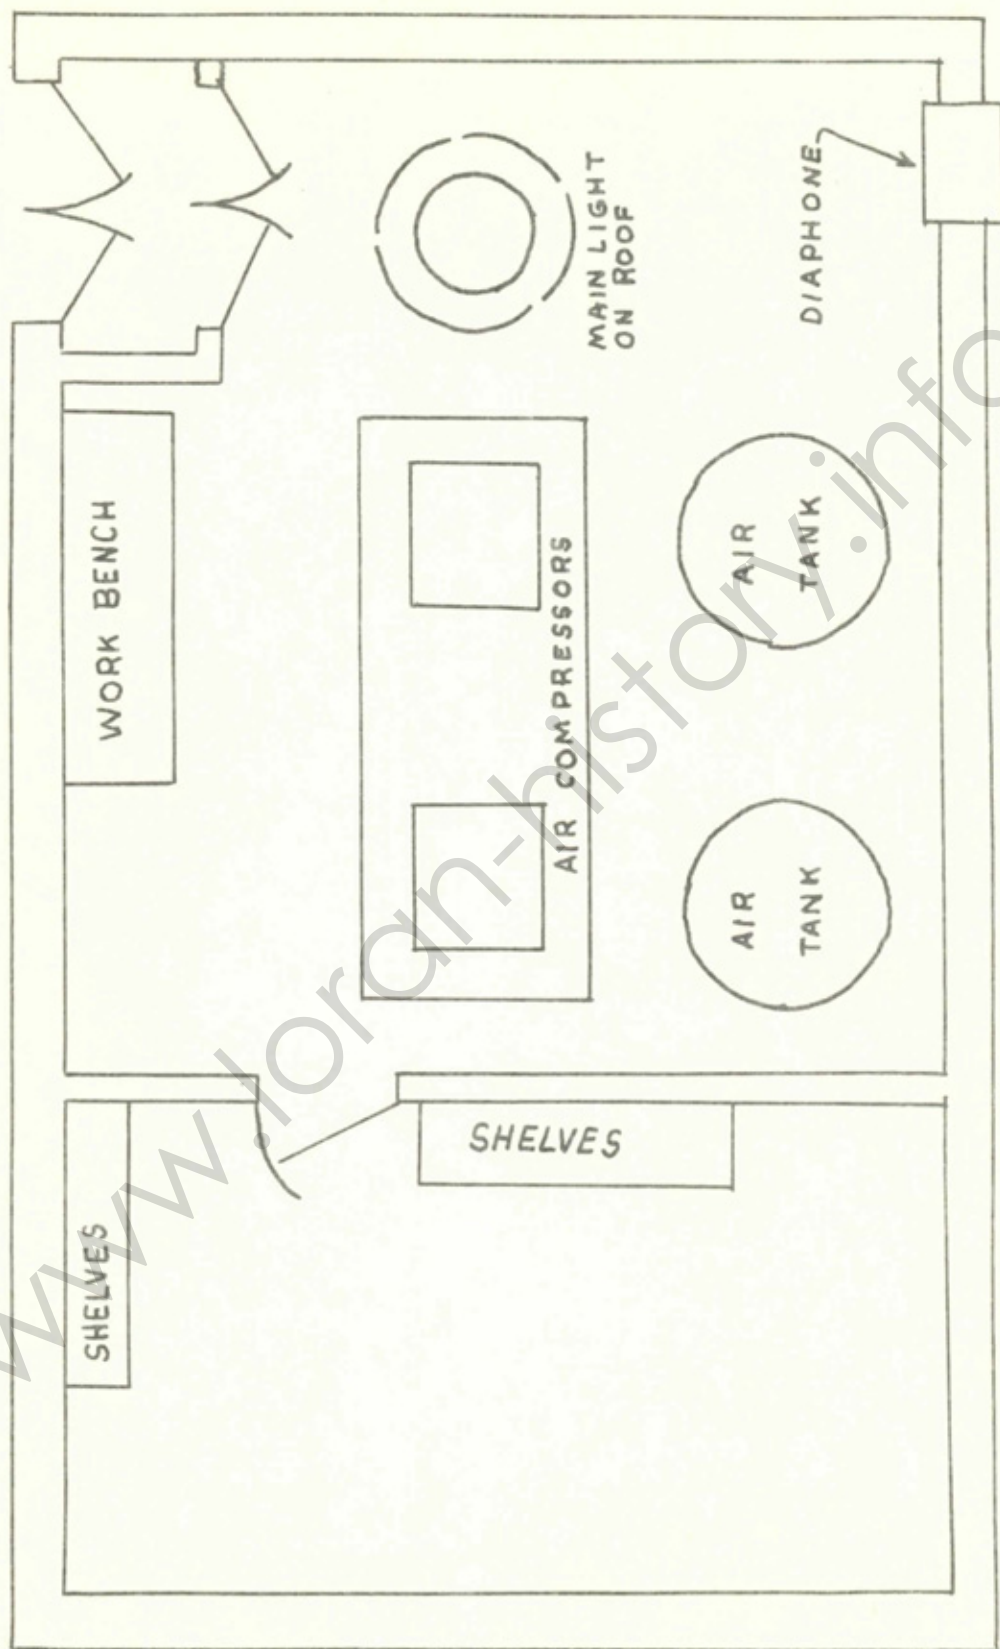 MAIN LIGHT
ON ROOF
DIAPHONE
WORK BENCH
AIR COMPRESSORS
AIR
TANK
AIR
TANK
SHELVES
SHELVES
www.loran-history.info